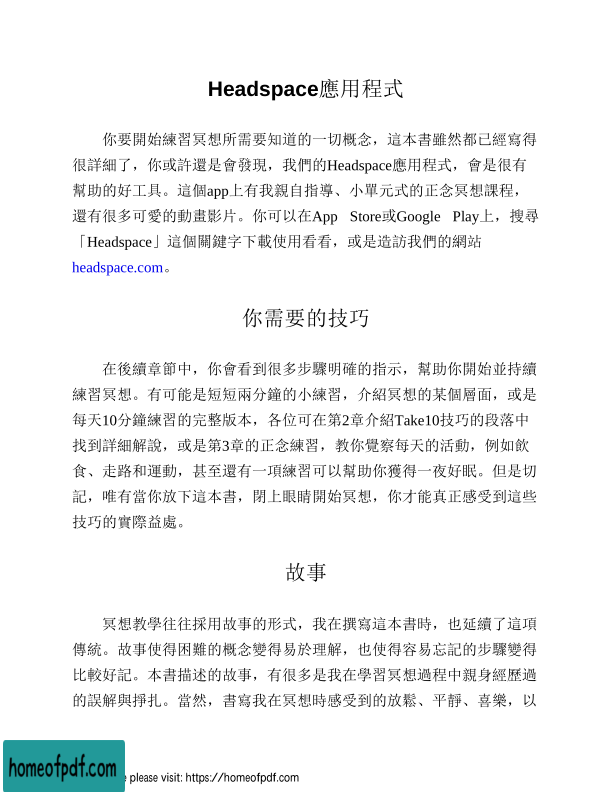 Headspace應用程式
你要開始練習冥想所需要知道的一切概念，這本書雖然都已經寫得
很詳細了，你或許還是會發現，我們的Headspace應用程式，會是很有
幫助的好工具。這個app上有我親自指導、小單元式的正念冥想課程，
還有很多可愛的動畫影片。你可以在App Store或Google Play上，搜尋
「Headspace」這個關鍵字下載使用看看，或是造訪我們的網站
headspace.com。
你需要的技巧
在後續章節中，你會看到很多步驟明確的指示，幫助你開始並持續
練習冥想。有可能是短短兩分鐘的小練習，介紹冥想的某個層面，或是
每天10分鐘練習的完整版本，各位可在第2章介紹Take10技巧的段落中
找到詳細解說，或是第3章的正念練習，教你覺察每天的活動，例如飲
食、走路和運動，甚至還有一項練習可以幫助你獲得一夜好眠。但是切
記，唯有當你放下這本書，閉上眼睛開始冥想，你才能真正感受到這些
技巧的實際益處。
故事
冥想教學往往採用故事的形式，我在撰寫這本書時，也延續了這項
傳統。故事使得困難的概念變得易於理解，也使得容易忘記的步驟變得
比較好記。本書描述的故事，有很多是我在學習冥想過程中親身經歷過
的誤解與掙扎。當然，書寫我在冥想時感受到的放鬆、平靜、喜樂，以
homeofpdf.com
please visit: https://homeofpdf.com